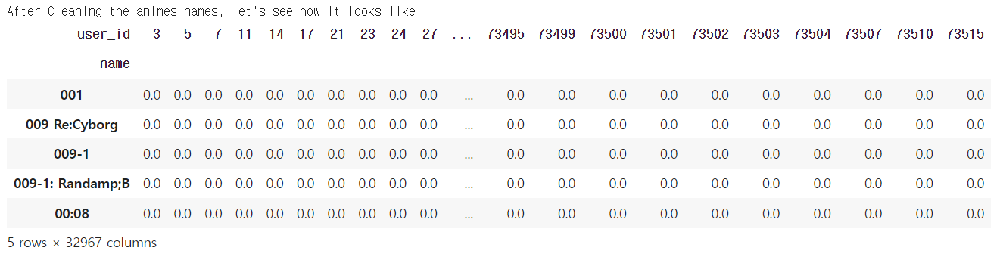 After Cleaning the animes names, let's see how it looks like.
user_id 3 5 7 11 14 17 21 23 24 27 ... 73495 73499 73500 73501 73502 73503 73504 73507 73510 73515
name
001 0.0 0.0 0.0 0.0 0.0 0.0 0.0 0.0 0.0 0.0 ... 0.0 0.0 0.0 0.0 0.0 0.0 0.0 0.0 0.0 0.0
009 Re:Cyborg 0.0 0.0 0.0 0.0 0.0 0.0 0.0 0.0 0.0 0.0 ... 0.0 0.0 0.0 0.0 0.0 0.0 0.0 0.0 0.0 0.0
009-1 0.0 0.0 0.0 0.0 0.0 0.0 0.0 0.0 0.0 0.0 ... 0.0 0.0 0.0 0.0 0.0 0.0 0.0 0.0 0.0 0.0
009-1: Randamp;B 0.0 0.0 0.0 0.0 0.0 0.0 0.0 0.0 0.0 0.0 ... 0.0 0.0 0.0 0.0 0.0 0.0 0.0 0.0 0.0 0.0
00:08 0.0 0.0 0.0 0.0 0.0 0.0 0.0 0.0 0.0 0.0 ... 0.0 0.0 0.0 0.0 0.0 0.0 0.0 0.0 0.0 0.0
5 rows × 32967 columns